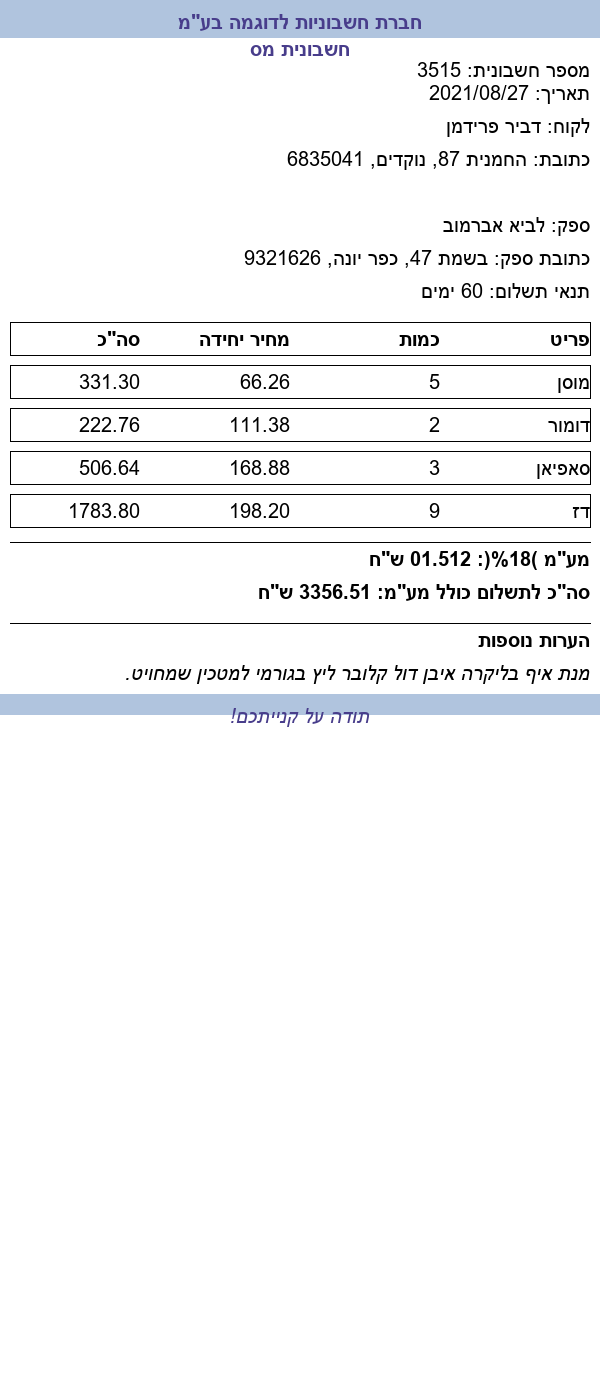 חברת חשבוניות לדוגמה בע"מ
חשבונית מס
מספר חשבונית: 3515
תאריך: 2021/08/27
לקוח: דביר פרידמן
כתובת: החמנית 87, נוקדים, 6835041
ספק: לביא אברמוב
כתובת ספק: בשמת 47, כפר יונה, 9321626
תנאי תשלום: 60 ימים
פריט כמות מחיר יחידה סה"כ
מוסן 5 66.26 331.30
דומור 2 111.38 222.76
סאפיאן 3 168.88 506.64
דז 9 198.20 1783.80
מע"מ )18%(: 01.512 ש"ח
סה"כ לתשלום כולל מע"מ: 3356.51 ש"ח
הערות נוספות
מנת איף בליקרה איבן דול קלובר ליץ בגורמי למטכין שמחויט.
תודה על קנייתכם!